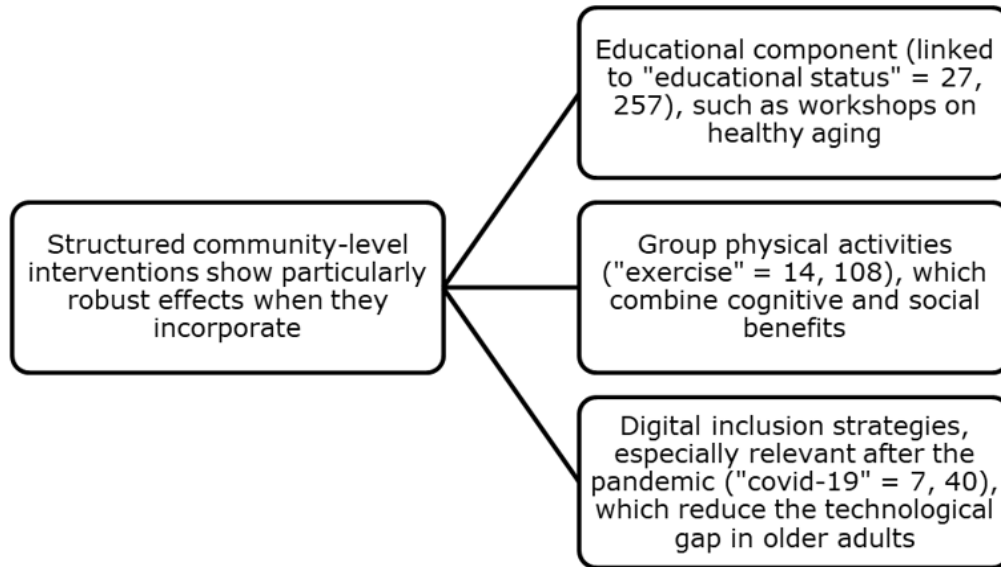 Structured community-level
interventions show particularly
robust effects when they
incorporate
Educational component (linked
to "educational status" = 27,
257), such as workshops on
healthy aging
Group physical activities
("exercise" = 14, 108), which
combine cognitive and social
benefits
Digital inclusion strategies,
especially relevant after the
pandemic ("covid-19" = 7, 40),
which reduce the technological
gap in older adults